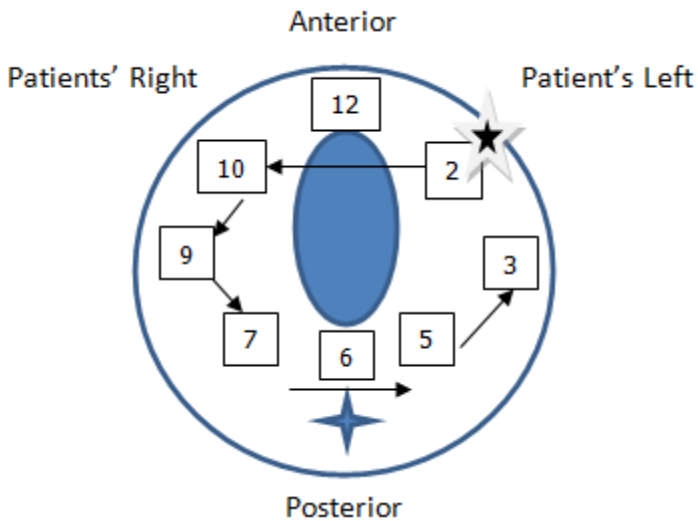 Anterior
Patients' Right
Patient's Left
12
10
2
9
3
7
6
5
Posterior